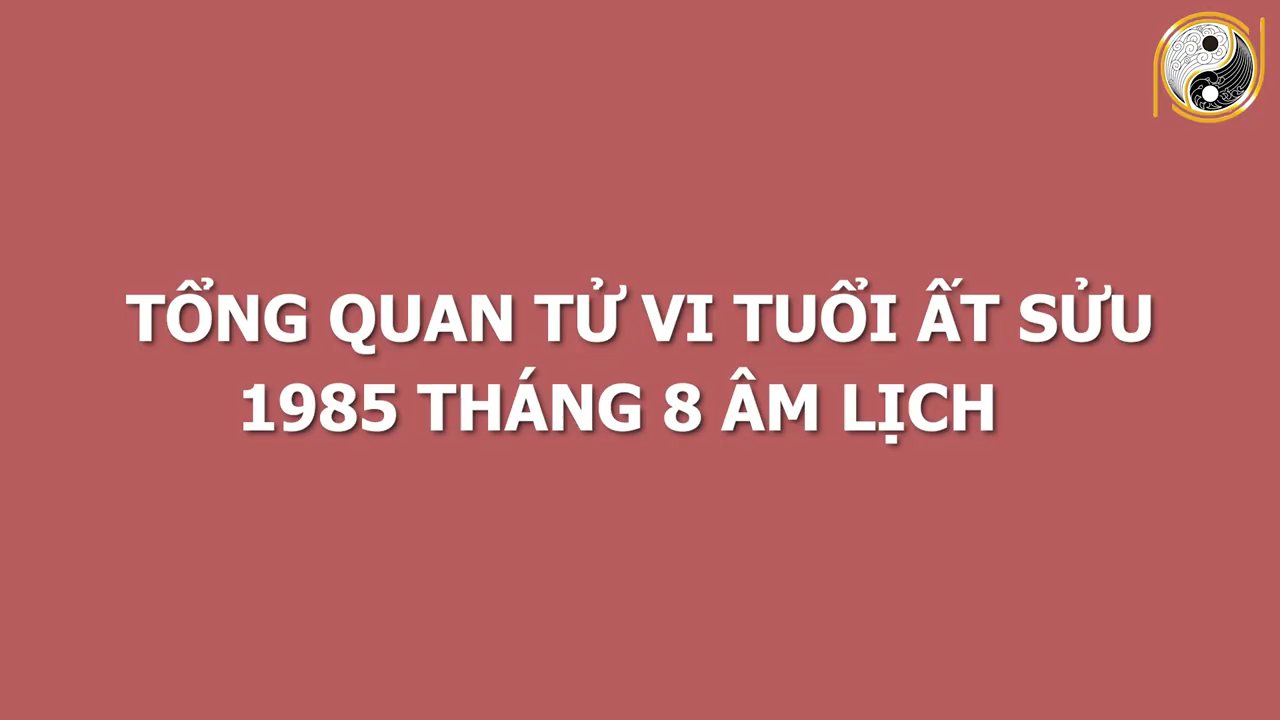 TỔNG QUAN TỬ VI TUỔI ẤT SỬU
1985 THÁNG 8 ÂM LỊCH